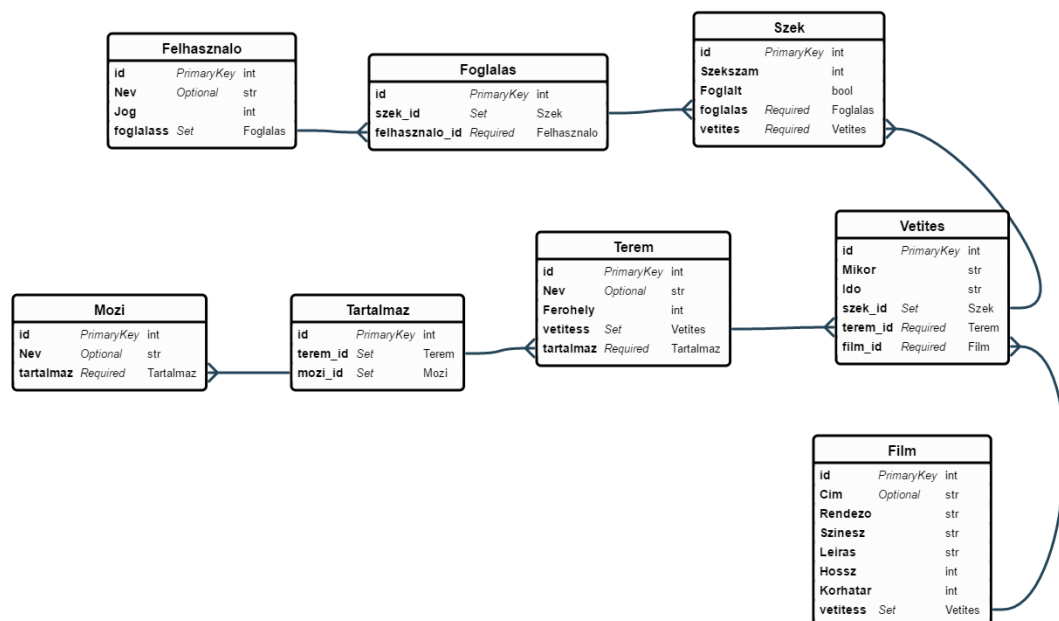 Felhasznalo
id PrimaryKey int
Nev Optional str
Jog int
foglalass Set Foglalas
Foglalas
id PrimaryKey int
szek_id Set Szek
felhasznalo_id Required Felhasznalo
Szek
id PrimaryKey int
Szekszam int
Foglalt bool
foglalas Required Foglalas
vetites Required Vetites
Mozi
id PrimaryKey int
Nev Optional str
tartalmaz Required Tartalmaz
Tartalmaz
id PrimaryKey int
terem_id Set Terem
mozi_id Set Mozi
Terem
id PrimaryKey int
Nev Optional str
Ferohely int
vetitess Set Vetites
tartalmaz Required Tartalmaz
Vetites
id PrimaryKey int
Mikor str
Ido str
szek_id Set Szek
terem_id Required Terem
film_id Required Film
Film
id PrimaryKey int
Cim Optional str
Rendezo str
Szinesz str
Leiras str
Hossz int
Korhatar int
vetitess Set Vetites